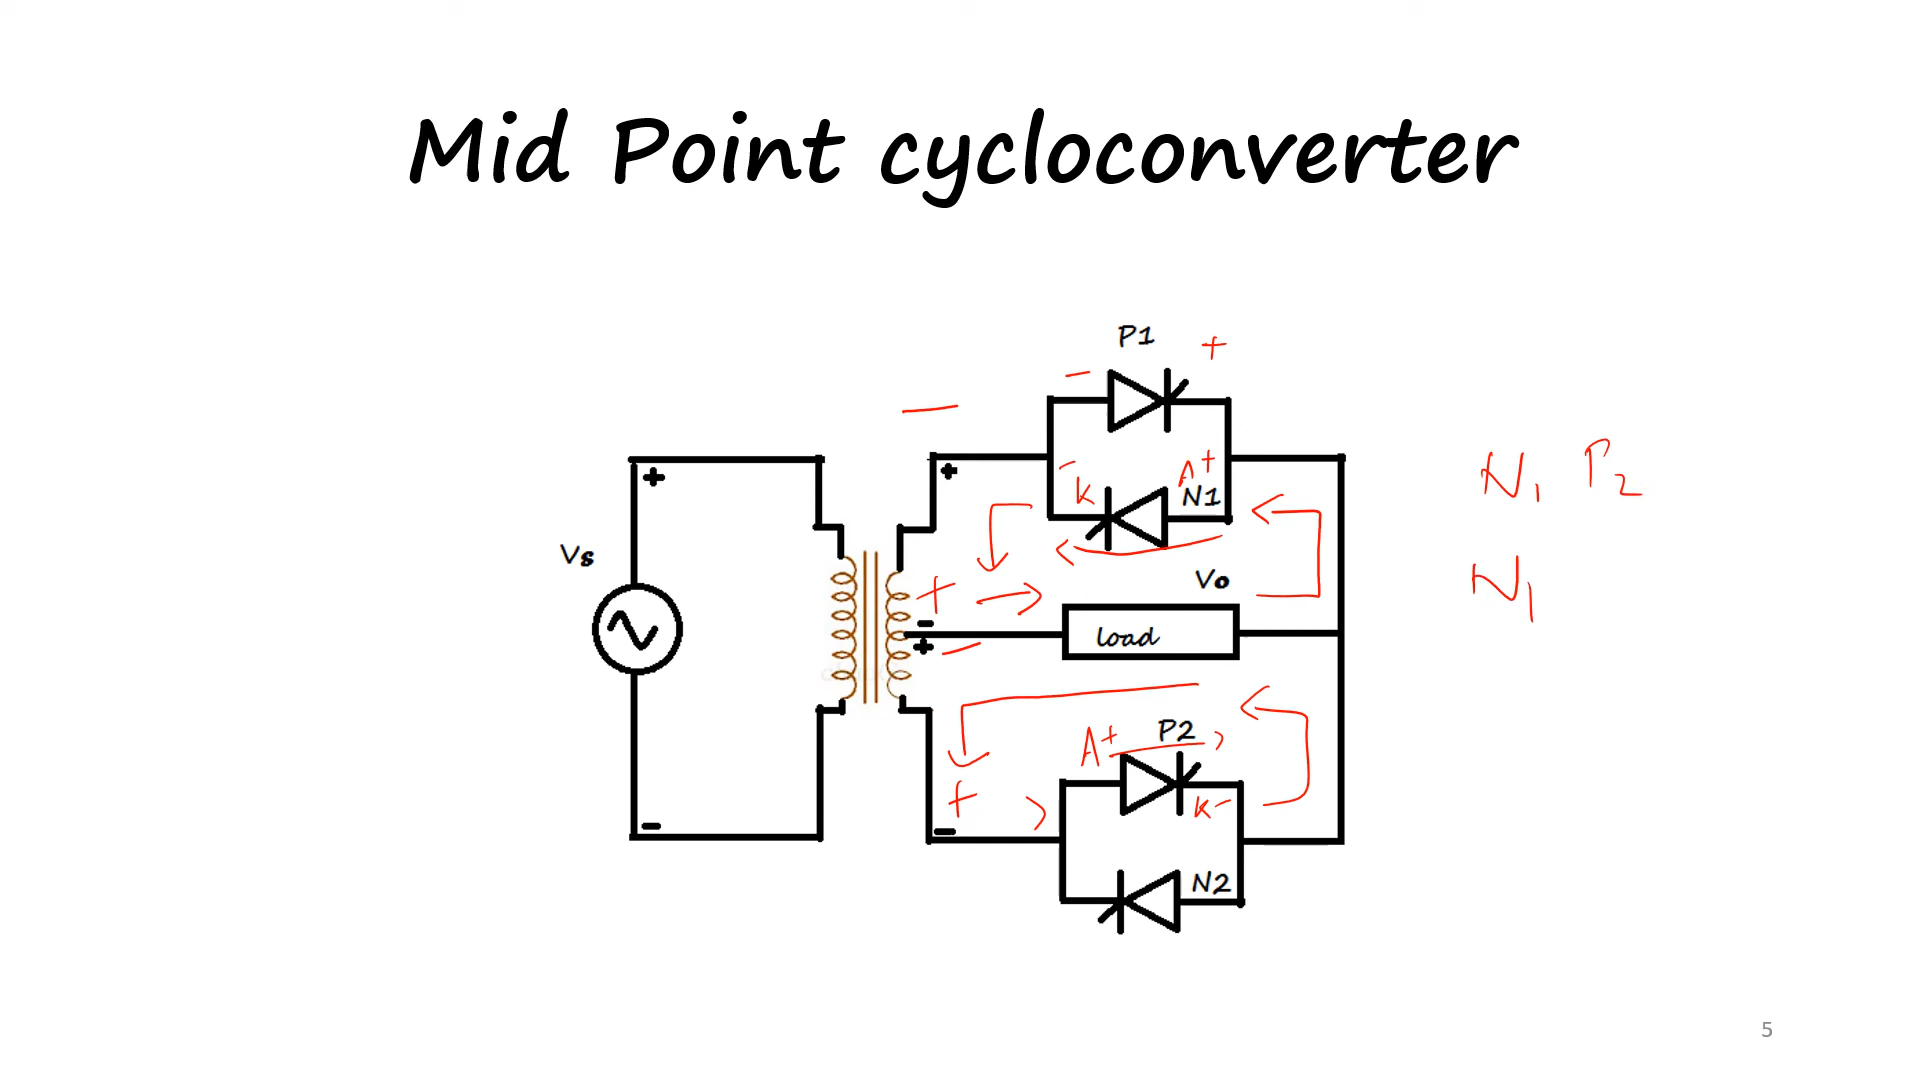 Mid Point cycloconverter
P1 +
−
−
− A+
K N1
+ +
Vs
N1 P2
N1
Vo
+
−
+ −
load
P2
A+
+ K−
− −
N2
5